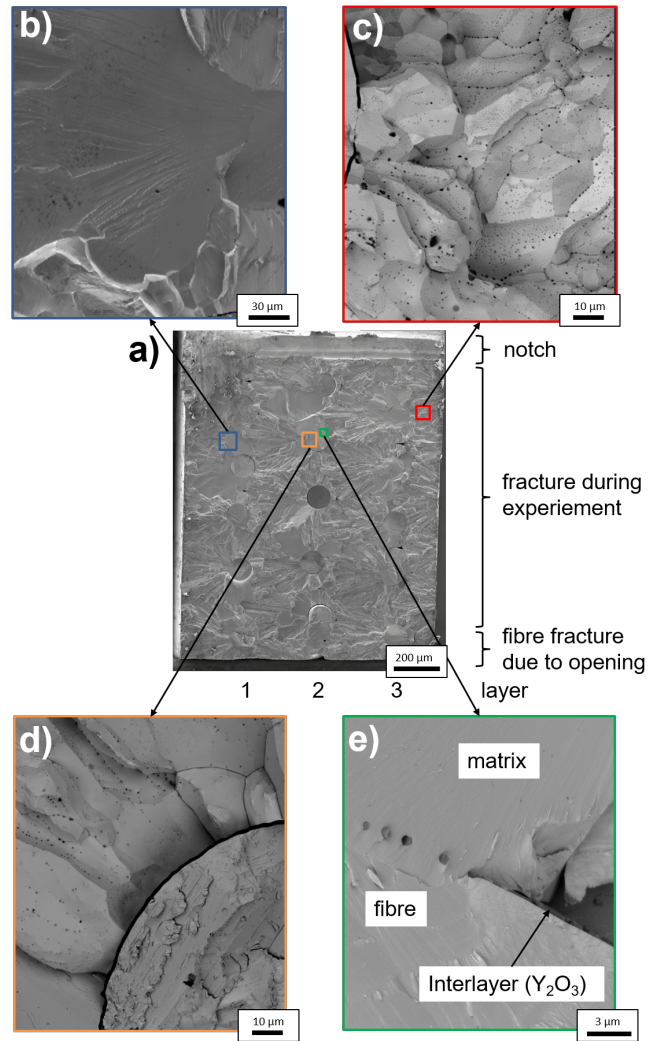 b)
c)
30 µm
10 µm
a)
notch
fracture during
experiement
fibre fracture
due to opening
200 µm
1 2 3 layer
d)
e)
matrix
fibre
Interlayer (Y₂O₃)
10 µm
3 µm